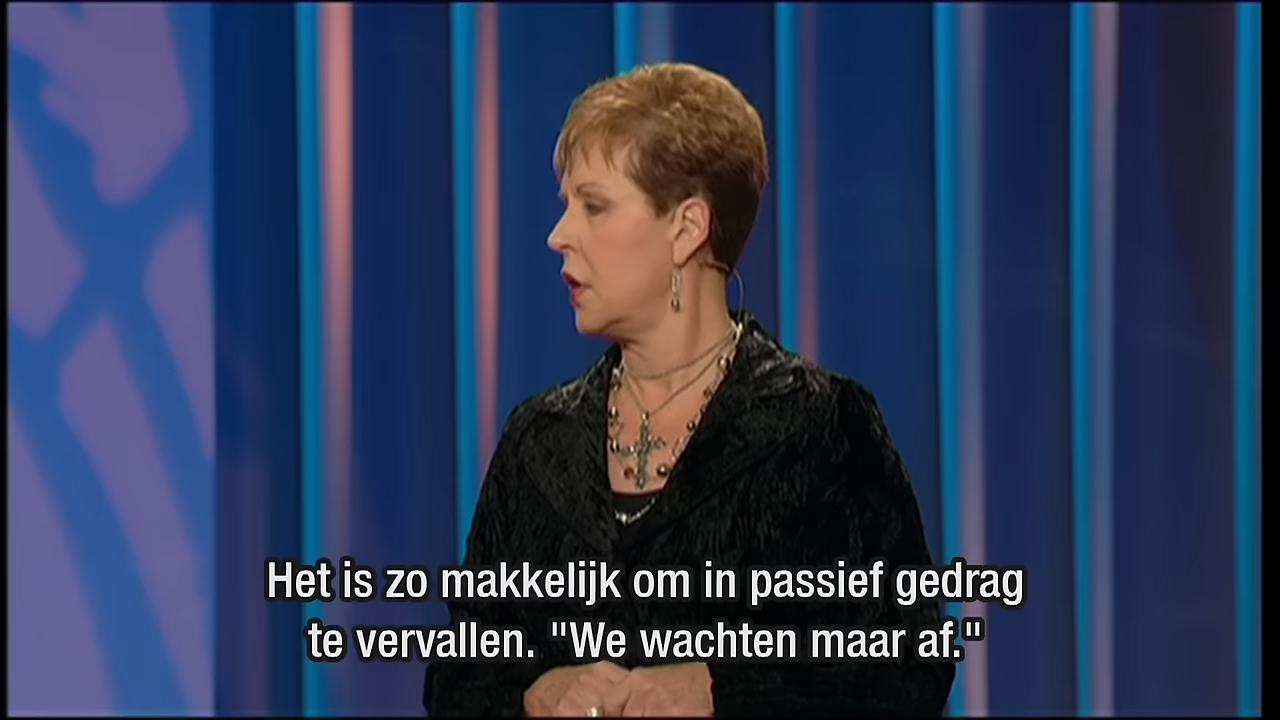 Het is zo makkelijk om in passief gedrag
te vervallen. "We wachten maar af."